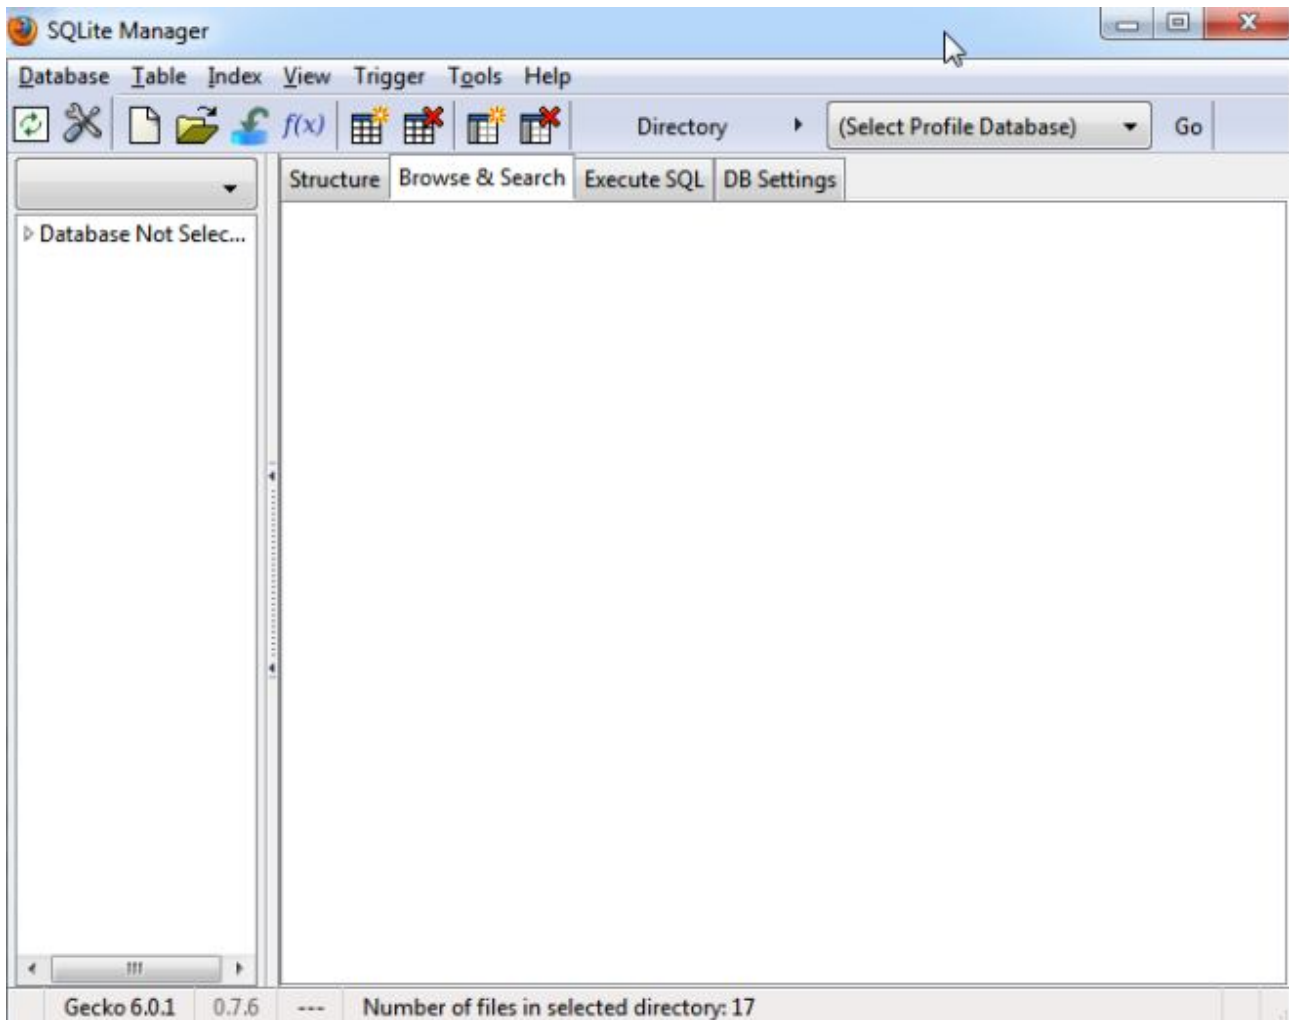 SQLite Manager
Database Table Index View Trigger Tools Help
f(x) Directory (Select Profile Database) Go
Structure Browse & Search Execute SQL DB Settings
Database Not Selec...
Gecko 6.0.1 0.7.6 --- Number of files in selected directory: 17